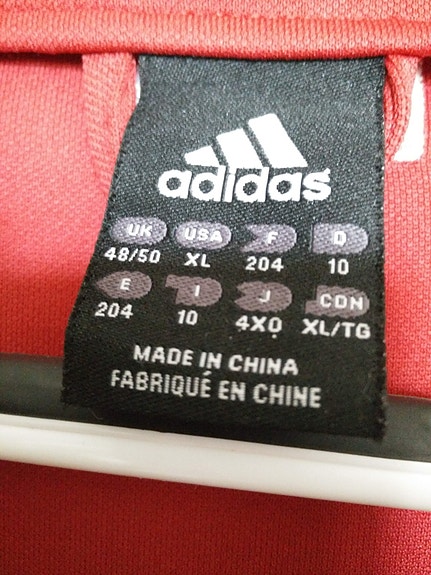 adidas
UK USA F D
48/50 XL 204 10
E I J CDN
204 10 4XO XL/TG
MADE IN CHINA
FABRIQUÉ EN CHINE